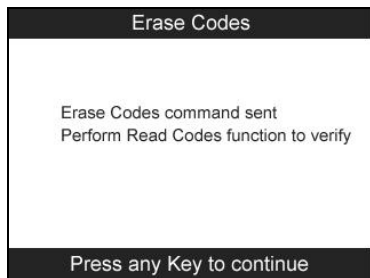 Erase Codes
Erase Codes command sent
Perform Read Codes function to verify
Press any Key to continue